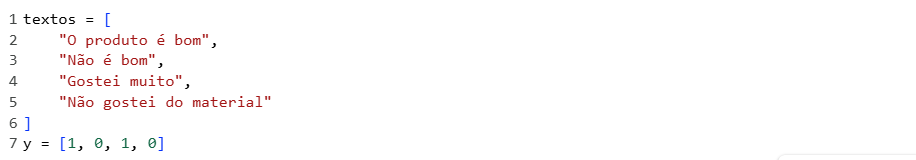 1 textos = [
2     "O produto é bom",
3     "Não é bom",
4     "Gostei muito",
5     "Não gostei do material"
6 ]
7 y = [1, 0, 1, 0]